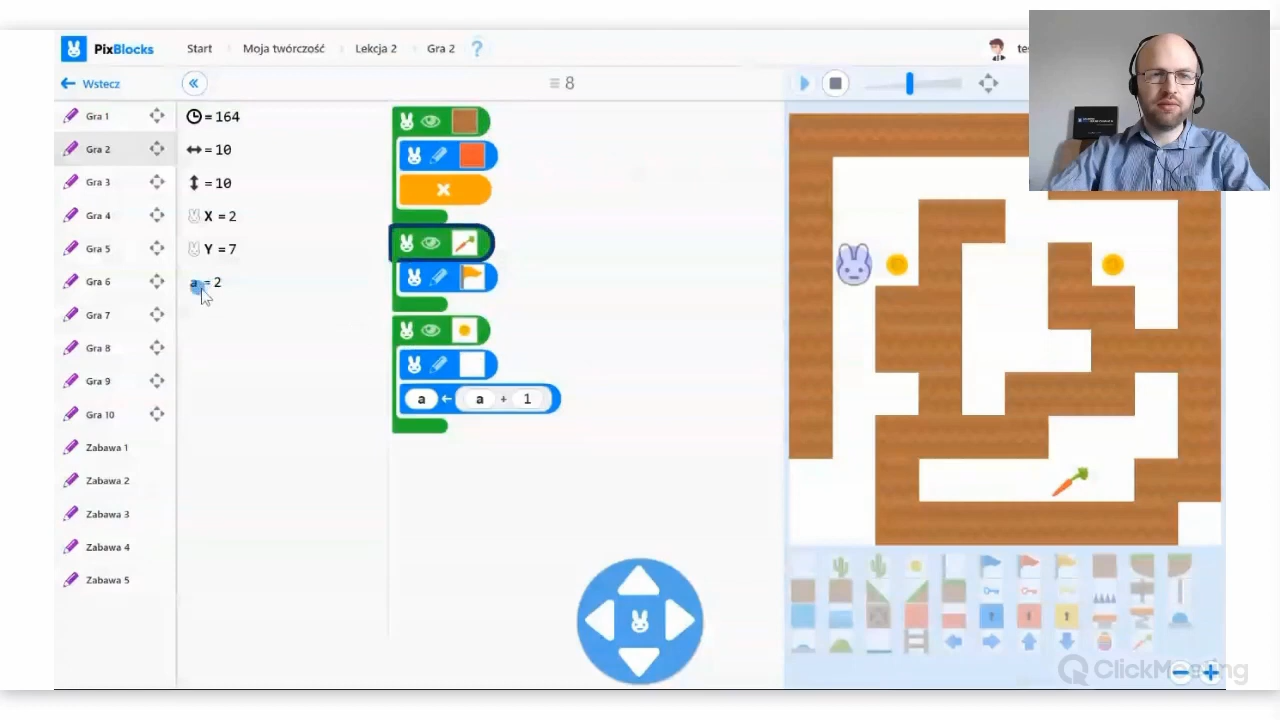 PixBlocks Start Moja twórczość Lekcja 2 Gra 2 ?
Wstecz 8
Gra 1
Gra 2
Gra 3
Gra 4
Gra 5
Gra 6
Gra 7
Gra 8
Gra 9
Gra 10
Zabawa 1
Zabawa 2
Zabawa 3
Zabawa 4
Zabawa 5
= 164
= 10
= 10
X = 2
Y = 7
a = 2
a a + 1
ClickMeeting